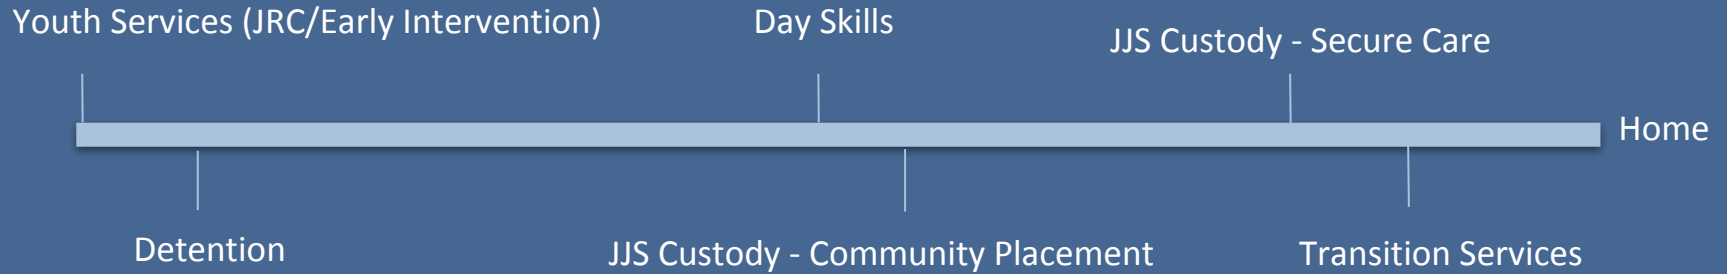 Youth Services (JRC/Early Intervention)
Day Skills
JJS Custody - Secure Care
Home
Detention
JJS Custody - Community Placement
Transition Services